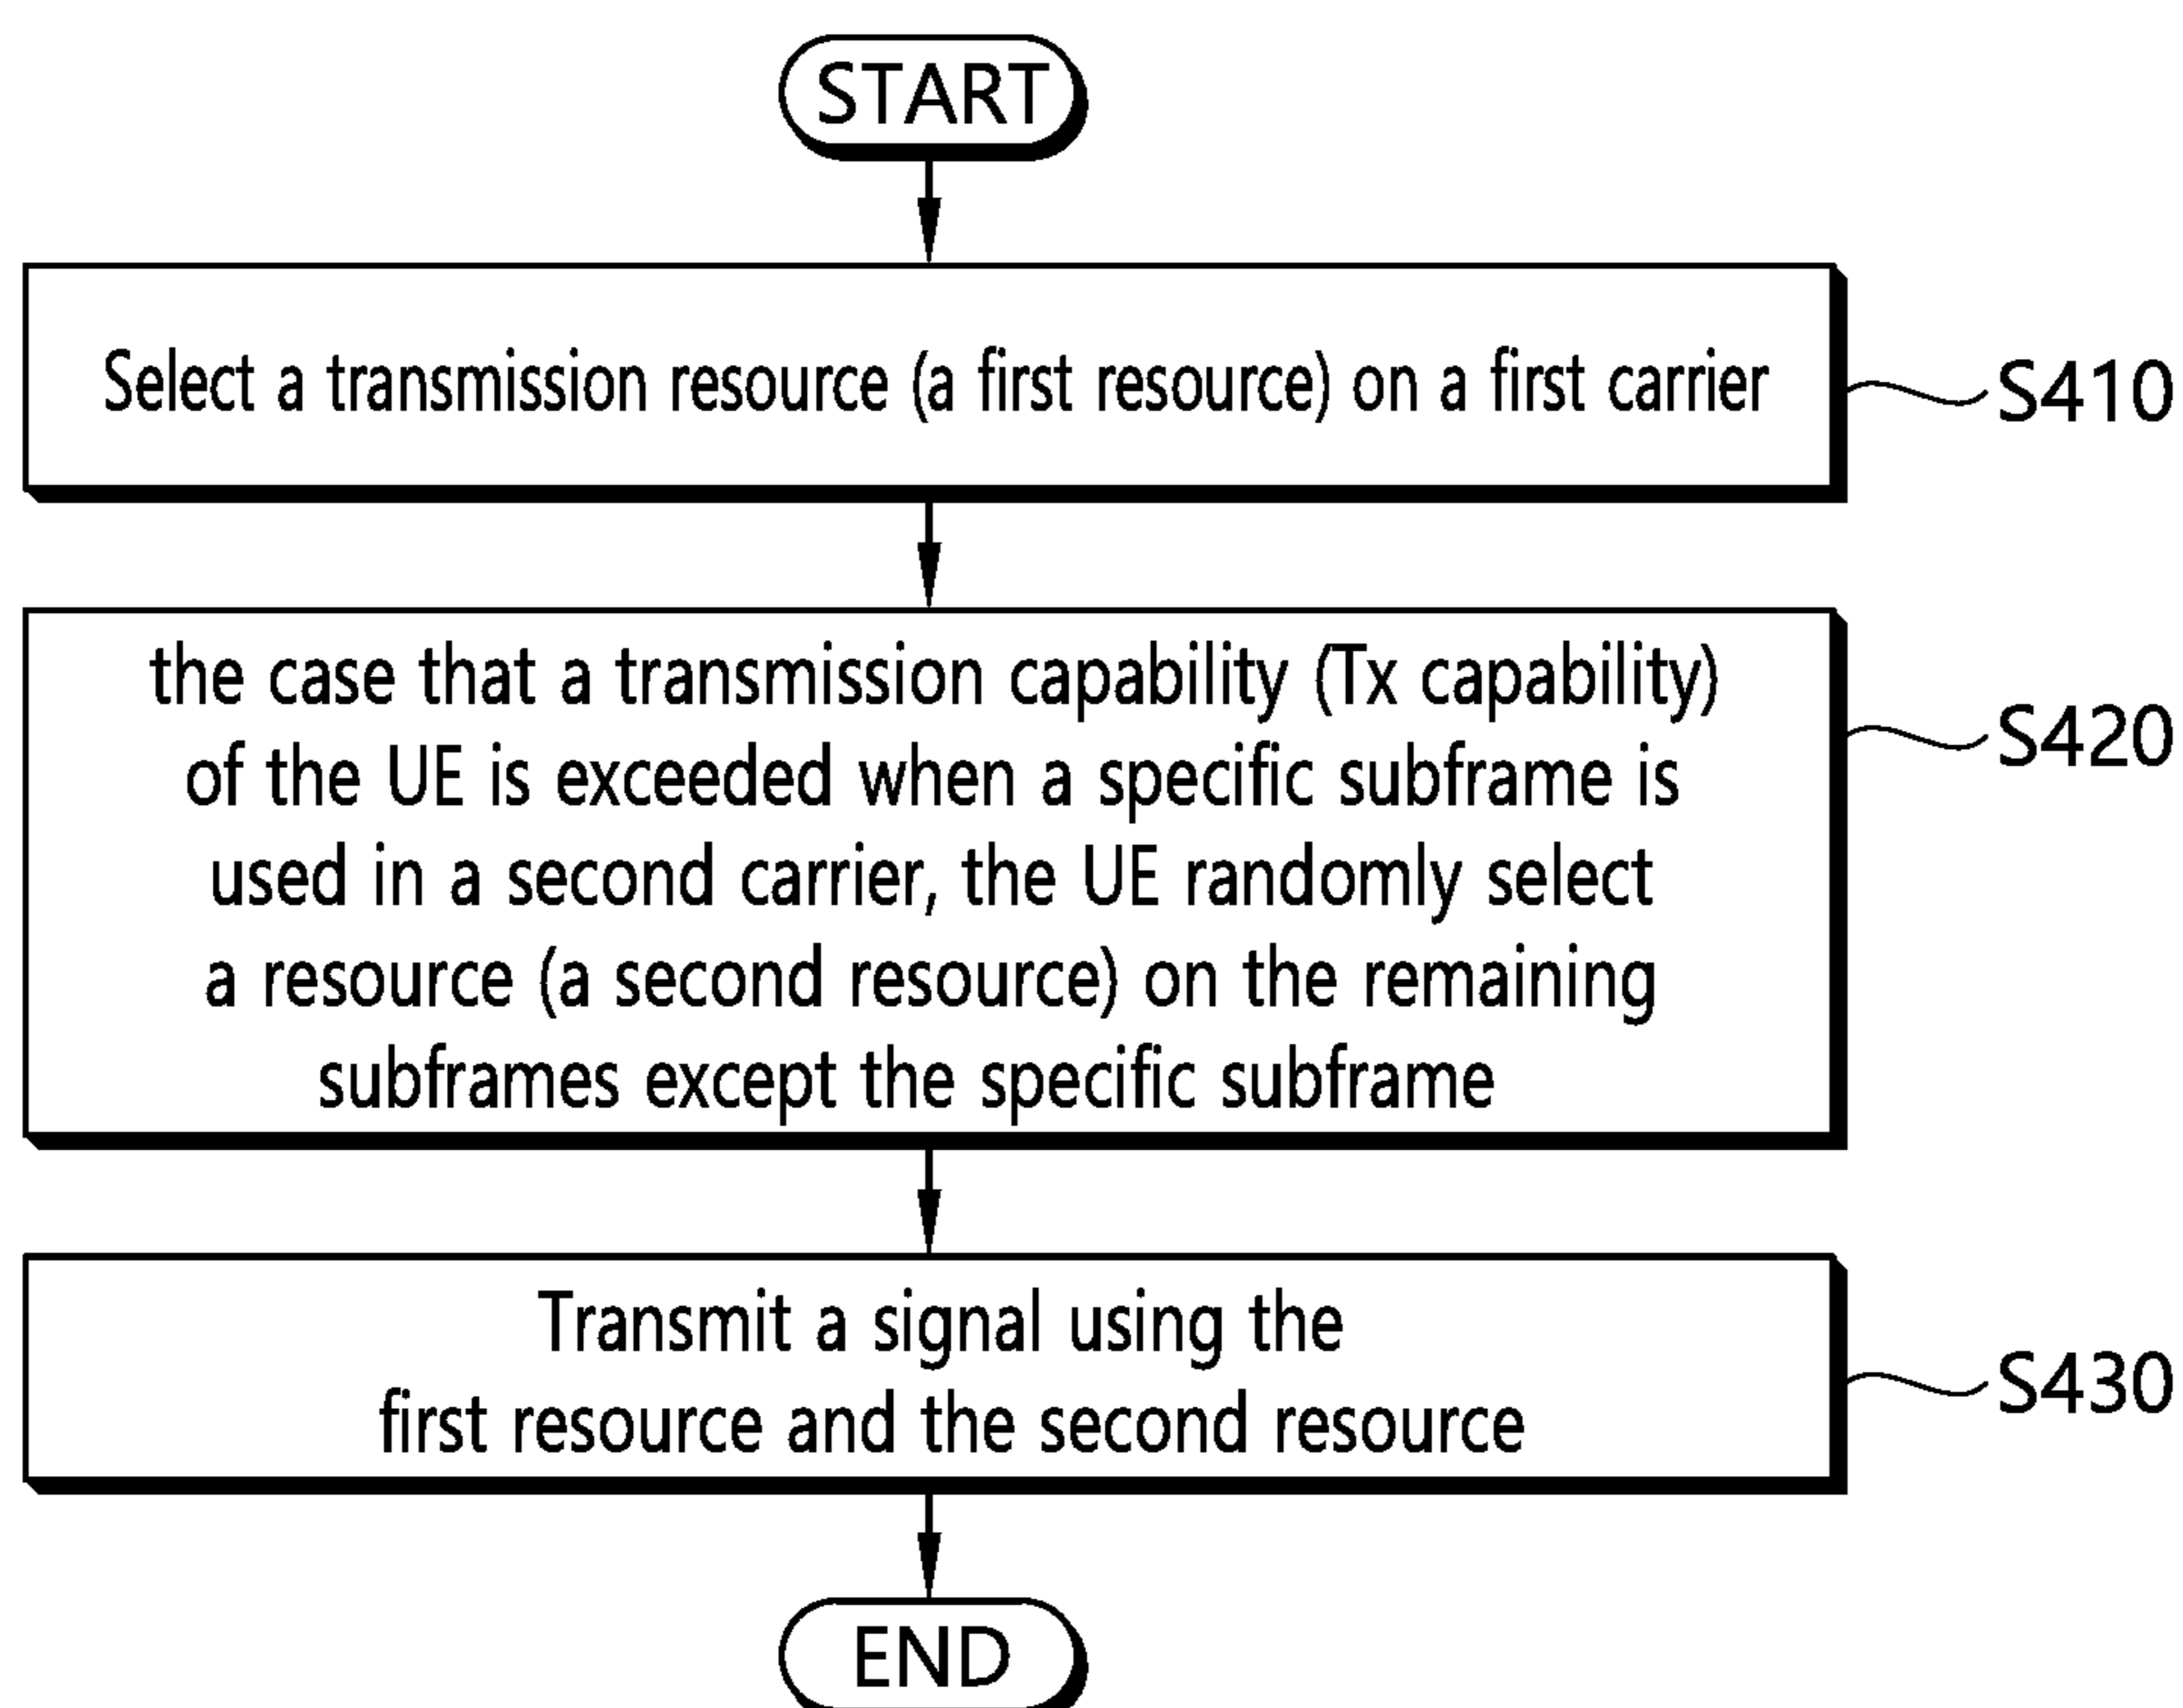 START
Select a transmission resource (a first resource) on a first carrier
S410
the case that a transmission capability (Tx capability)
of the UE is exceeded when a specific subframe is
used in a second carrier, the UE randomly select
a resource (a second resource) on the remaining
subframes except the specific subframe
S420
Transmit a signal using the
first resource and the second resource
S430
END